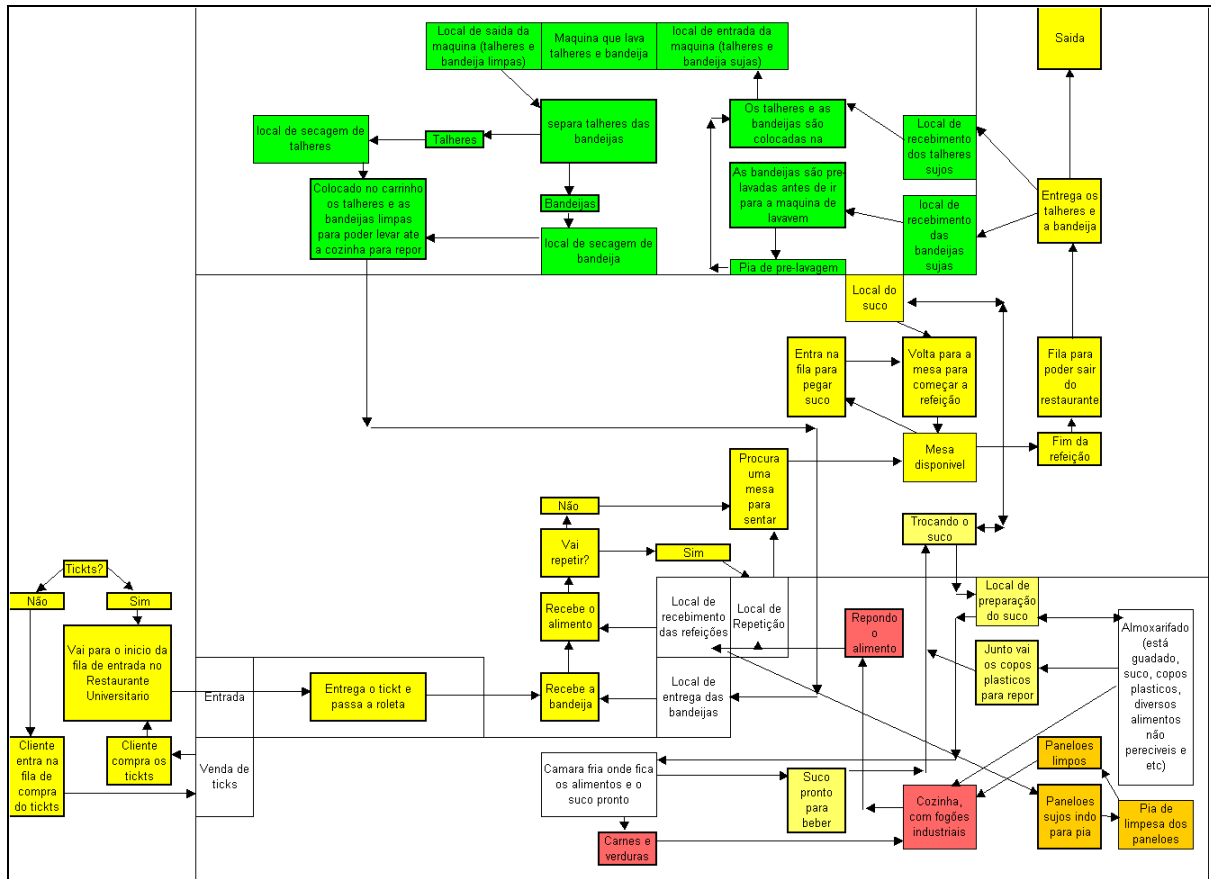 Local de saida da
maquina (talheres e
bandeija limpas)
Maquina que lava
talheres e bandeija
local de entrada da
maquina (talheres e
bandeija sujas)
Saida
local de secagem de
talheres
Talheres
separa talheres das
bandeijas
Os talheres e as
bandeijas são
colocadas na
Local de
recebimento
dos talheres
sujos
Colocado no carrinho
os talheres e as
bandeijas limpas
para poder levar ate
a cozinha para repor
Bandeijas
local de secagem de
bandeija
As bandeijas são pre-
lavadas antes de ir
para a maquina de
lavavem
Pia de pre-lavagem
local de
recebimento
das
bandeijas
sujas
Entrega os
talheres e
a bandeija
Local do
suco
Entra na
fila para
pegar
suco
Volta para a
mesa para
começar a
refeição
Fila para
poder sair
do
restaurante
Mesa
disponivel
Fim da
refeição
Procura
uma
mesa
para
sentar
Não
Vai
repetir?
Sim
Trocando o
suco
Tickts?
Não
Sim
Recebe o
alimento
Local de
recebimento
das refeições
Local de
Repetição
Repondo
o
alimento
Local de
preparação
do suco
Almoxarifado
(está
guadado,
suco, copos
plasticos,
diversos
alimentos
não
pereciveis e
etc)
Vai para o inicio da
fila de entrada no
Restaurante
Universitario
Entrada
Entrega o tickt e
passa a roleta
Recebe a
bandeija
Local de
entrega das
bandeijas
Junto vai
os copos
plasticos
para repor
Cliente
entra na
fila de
compra
do tickts
Cliente
compra os
tickts
Venda de
ticks
Camara fria onde fica
os alimentos e o
suco pronto
Suco
pronto
para
beber
Paneloes
limpos
Cozinha,
com fogões
industriais
Paneloes
sujos indo
para pia
Pia de
limpesa dos
paneloes
Carnes e
verduras